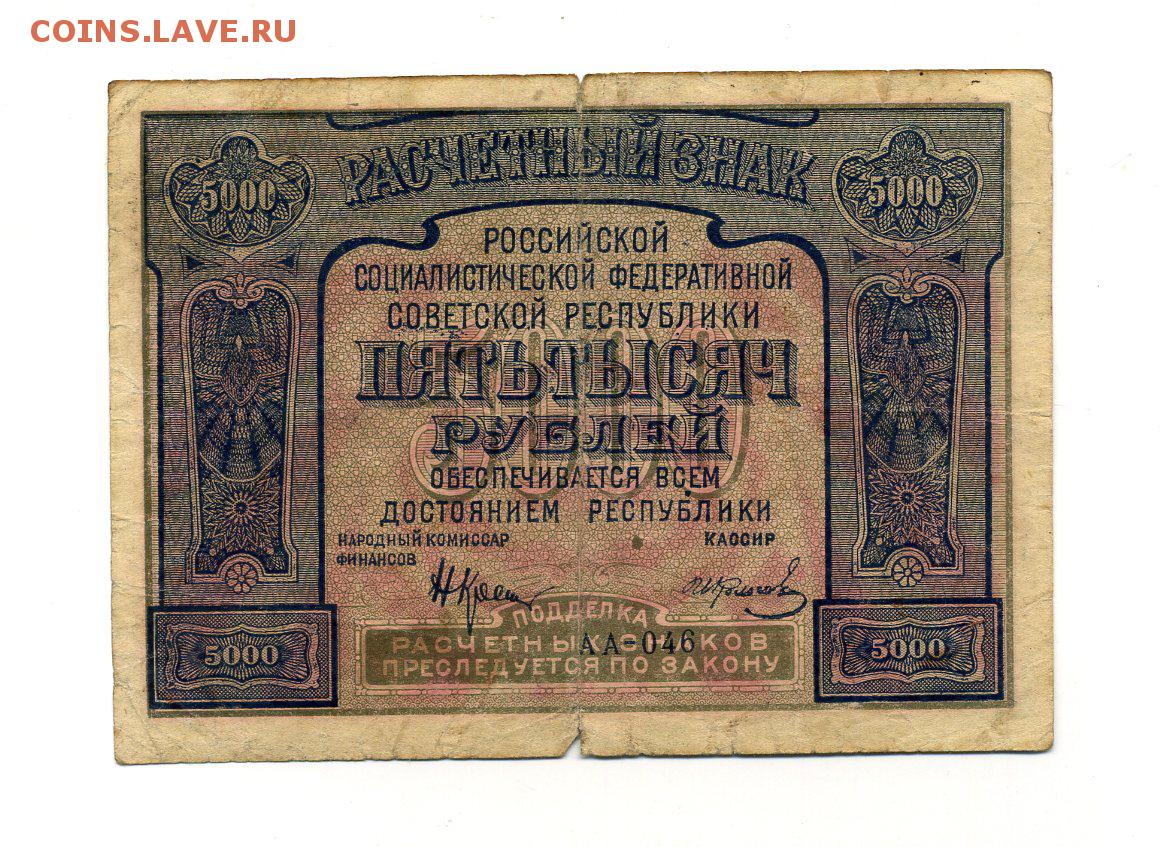 COINS.LAVE.RU
РАСЧЕТНЫЙ ЗНАК
5000
5000
РОССИЙСКОЙ
СОЦИАЛИСТИЧЕСКОЙ ФЕДЕРАТИВНОЙ
СОВЕТСКОЙ РЕСПУБЛИКИ
5000
ПЯТЬ ТЫСЯЧ
РУБЛЕЙ
ОБЕСПЕЧИВАЕТСЯ ВСЕМ
ДОСТОЯНИЕМ РЕСПУБЛИКИ
НАРОДНЫЙ КОМИССАР
ФИНАНСОВ
КАССИР
ПОДДЕЛКА
РАСЧЕТНЫХ ЗНАКОВ
АА-046
ПРЕСЛЕДУЕТСЯ ПО ЗАКОНУ
5000
5000